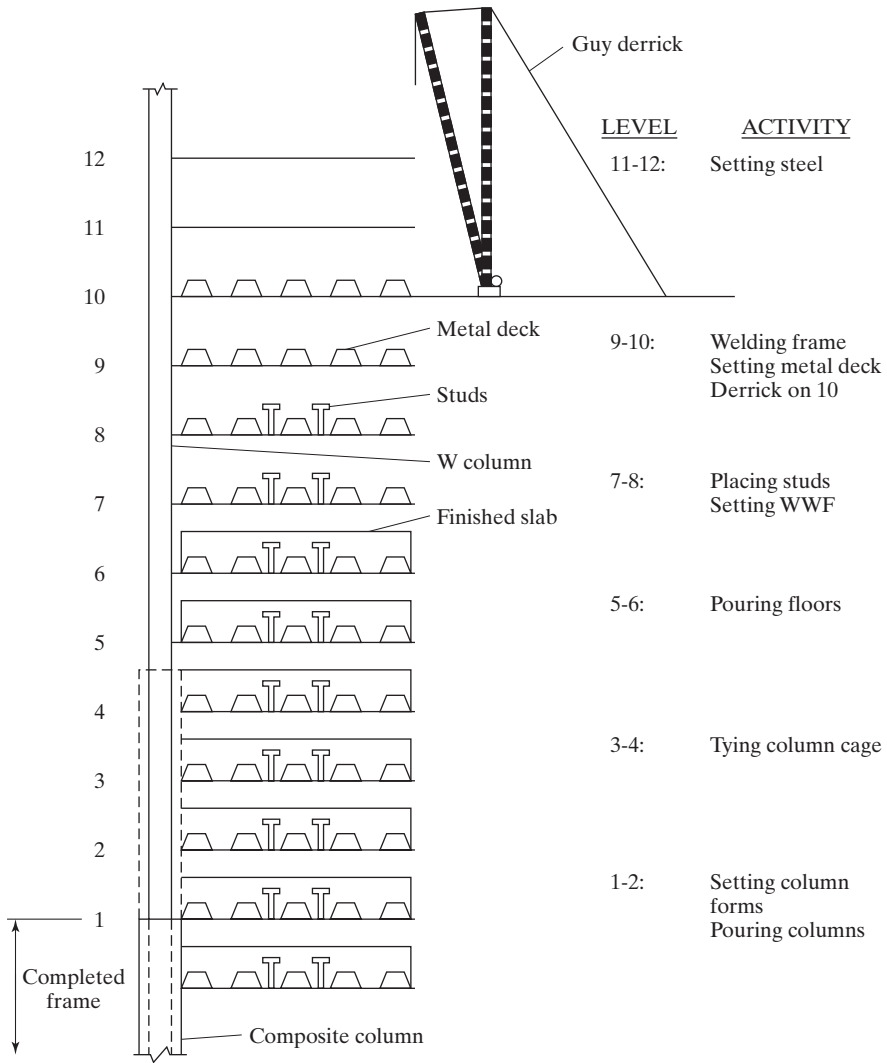 Guy derrick
LEVEL ACTIVITY
12
11-12: Setting steel
11
10
Metal deck
9
9-10: Welding frame
Setting metal deck
Derrick on 10
Studs
8
W column
7
7-8: Placing studs
Setting WWF
Finished slab
6
5-6: Pouring floors
5
4
3-4: Tying column cage
3
2
1-2: Setting column
forms
Pouring columns
1
Completed
frame
Composite column